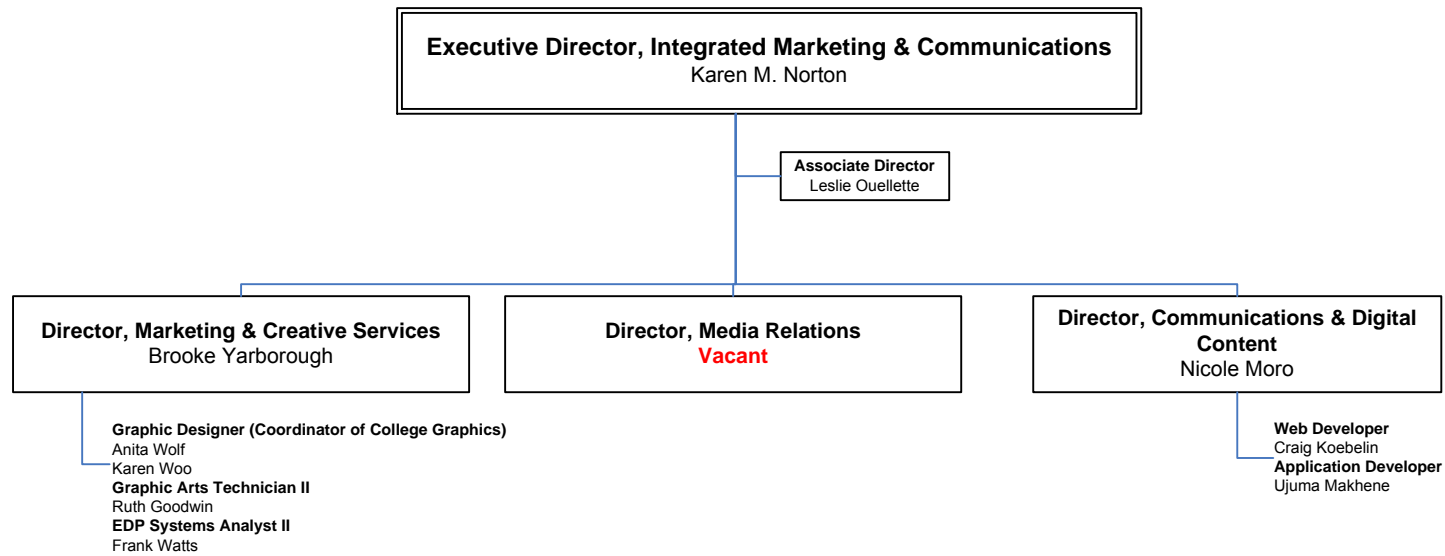 Executive Director, Integrated Marketing & Communications
Karen M. Norton
Associate Director
Leslie Ouellette
Director, Marketing & Creative Services
Brooke Yarborough
Director, Media Relations
Vacant
Director, Communications & Digital
Content
Nicole Moro
Graphic Designer (Coordinator of College Graphics)
Anita Wolf
Karen Woo
Graphic Arts Technician II
Ruth Goodwin
EDP Systems Analyst II
Frank Watts
Web Developer
Craig Koebelin
Application Developer
Ujuma Makhene